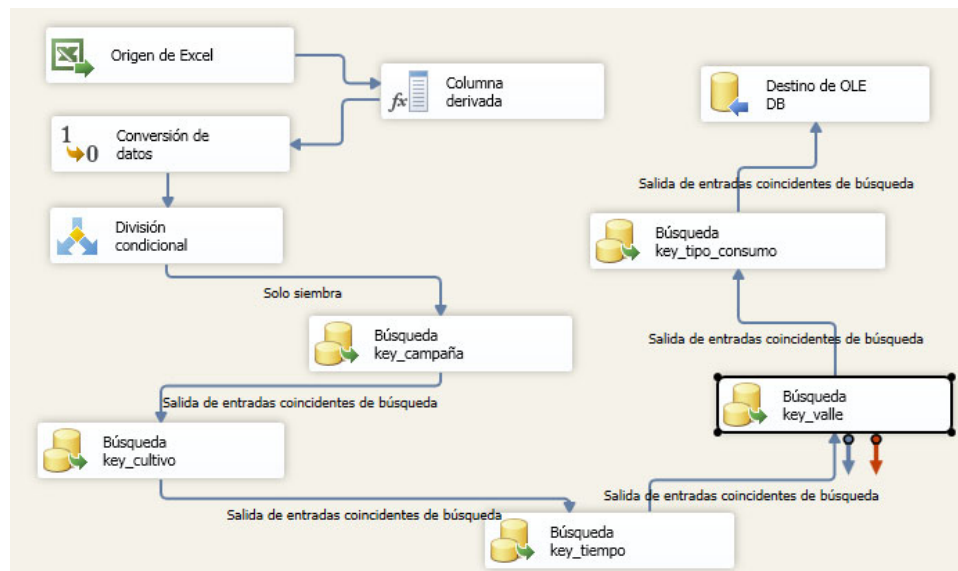 Origen de Excel
Columna
derivada
Conversión de
datos
División
condicional
Solo siembra
Búsqueda
key_campaña
Salida de entradas coincidentes de búsqueda
Búsqueda
key_cultivo
Salida de entradas coincidentes de búsqueda
Búsqueda
key_tiempo
Salida de entradas coincidentes de búsqueda
Búsqueda
key_valle
Salida de entradas coincidentes de búsqueda
Búsqueda
key_tipo_consumo
Salida de entradas coincidentes de búsqueda
Destino de OLE
DB